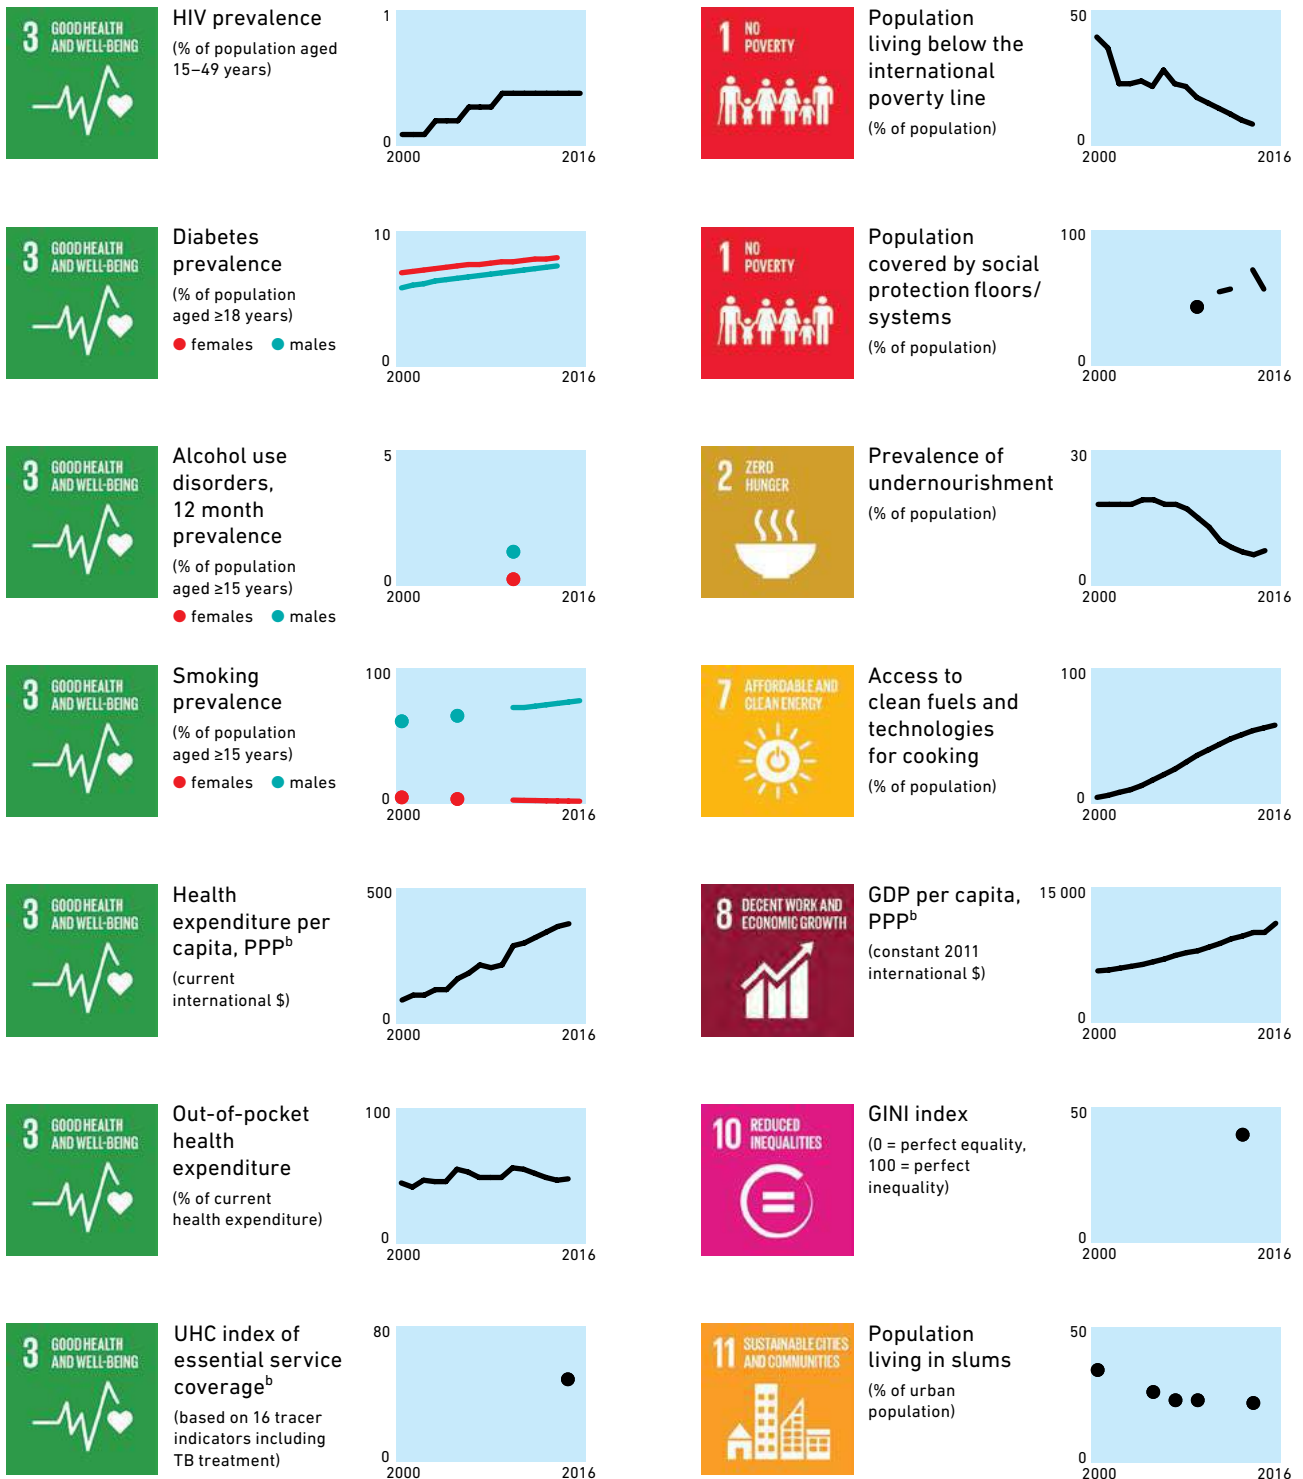 3 GOOD HEALTH
AND WELL-BEING
HIV prevalence
(% of population aged
15–49 years)
1
0
2000 2016
3 GOOD HEALTH
AND WELL-BEING
Diabetes
prevalence
(% of population
aged ≥18 years)
females males
10
0
2000 2016
3 GOOD HEALTH
AND WELL-BEING
Alcohol use
disorders,
12 month
prevalence
(% of population
aged ≥15 years)
females males
5
0
2000 2016
3 GOOD HEALTH
AND WELL-BEING
Smoking
prevalence
(% of population
aged ≥15 years)
females males
100
0
2000 2016
3 GOOD HEALTH
AND WELL-BEING
Health
expenditure per
capita, PPPb
(current
international $)
500
0
2000 2016
3 GOOD HEALTH
AND WELL-BEING
Out-of-pocket
health
expenditure
(% of current
health expenditure)
100
0
2000 2016
3 GOOD HEALTH
AND WELL-BEING
UHC index of
essential service
coverageb
(based on 16 tracer
indicators including
TB treatment)
80
0
2000 2016
1 NO
POVERTY
Population
living below the
international
poverty line
(% of population)
50
0
2000 2016
1 NO
POVERTY
Population
covered by social
protection floors/
systems
(% of population)
100
0
2000 2016
2 ZERO
HUNGER
Prevalence of
undernourishment
(% of population)
30
0
2000 2016
7 AFFORDABLE AND
CLEAN ENERGY
Access to
clean fuels and
technologies
for cooking
(% of population)
100
0
2000 2016
8 DECENT WORK AND
ECONOMIC GROWTH
GDP per capita,
PPPb
(constant 2011
international $)
15 000
0
2000 2016
10 REDUCED
INEQUALITIES
GINI index
(0 = perfect equality,
100 = perfect
inequality)
50
0
2000 2016
11 SUSTAINABLE CITIES
AND COMMUNITIES
Population
living in slums
(% of urban
population)
50
0
2000 2016